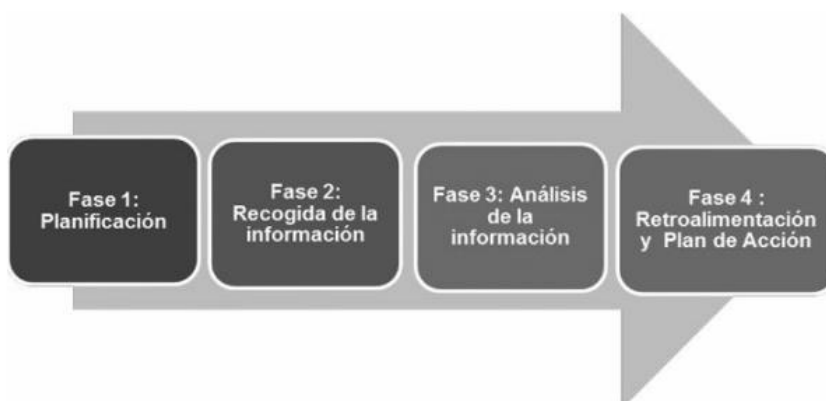 Fase 1:
Planificación
Fase 2:
Recogida de la
información
Fase 3: Análisis
de la
información
Fase 4 :
Retroalimentación
y Plan de Acción